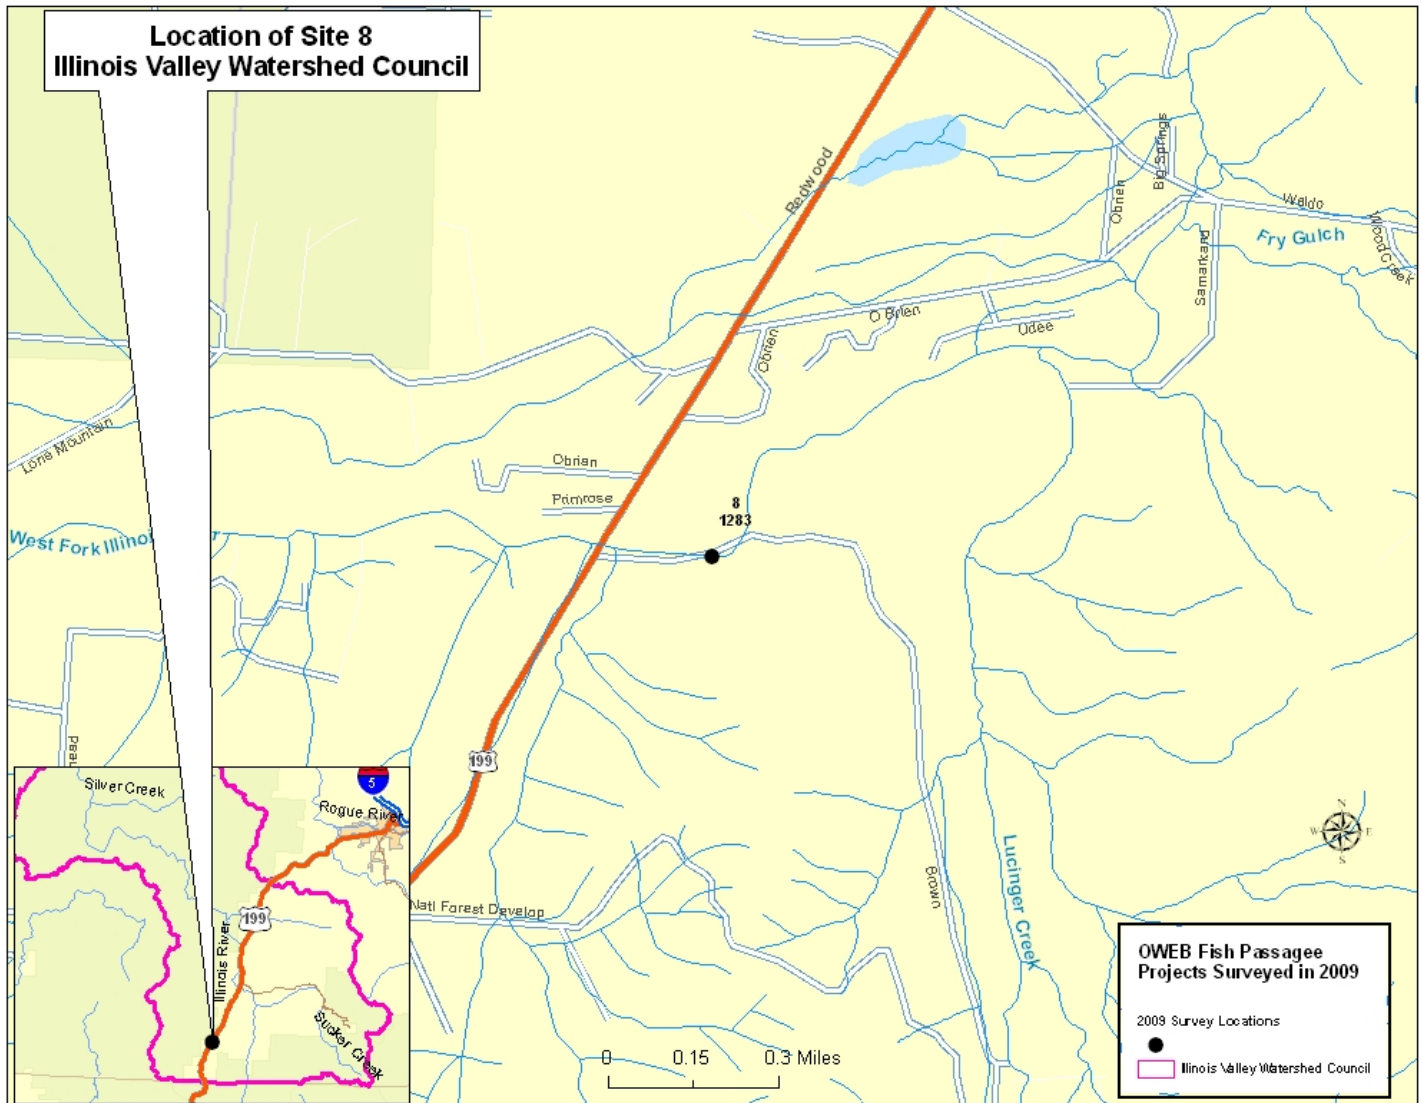 Location of Site 8
Illinois Valley Watershed Council
Redwood
Big Springs
Obrien
Waldo
Fry Gulch
Wood Creek
Samarkand
O Brien
Odee
Obrien
Lone Mountain
Obrian
Primrose
8
1283
West Fork Illinoi
r
199
Brown
Lucinger Creek
Natl Forest Develop
Silver Creek
5
Rogue River
199
Illinois River
Sucker Creek
N
W E
S
0 0.15 0.3 Miles
OWEB Fish Passagee
Projects Surveyed in 2009
2009 Survey Locations
Illinois Valley Watershed Council